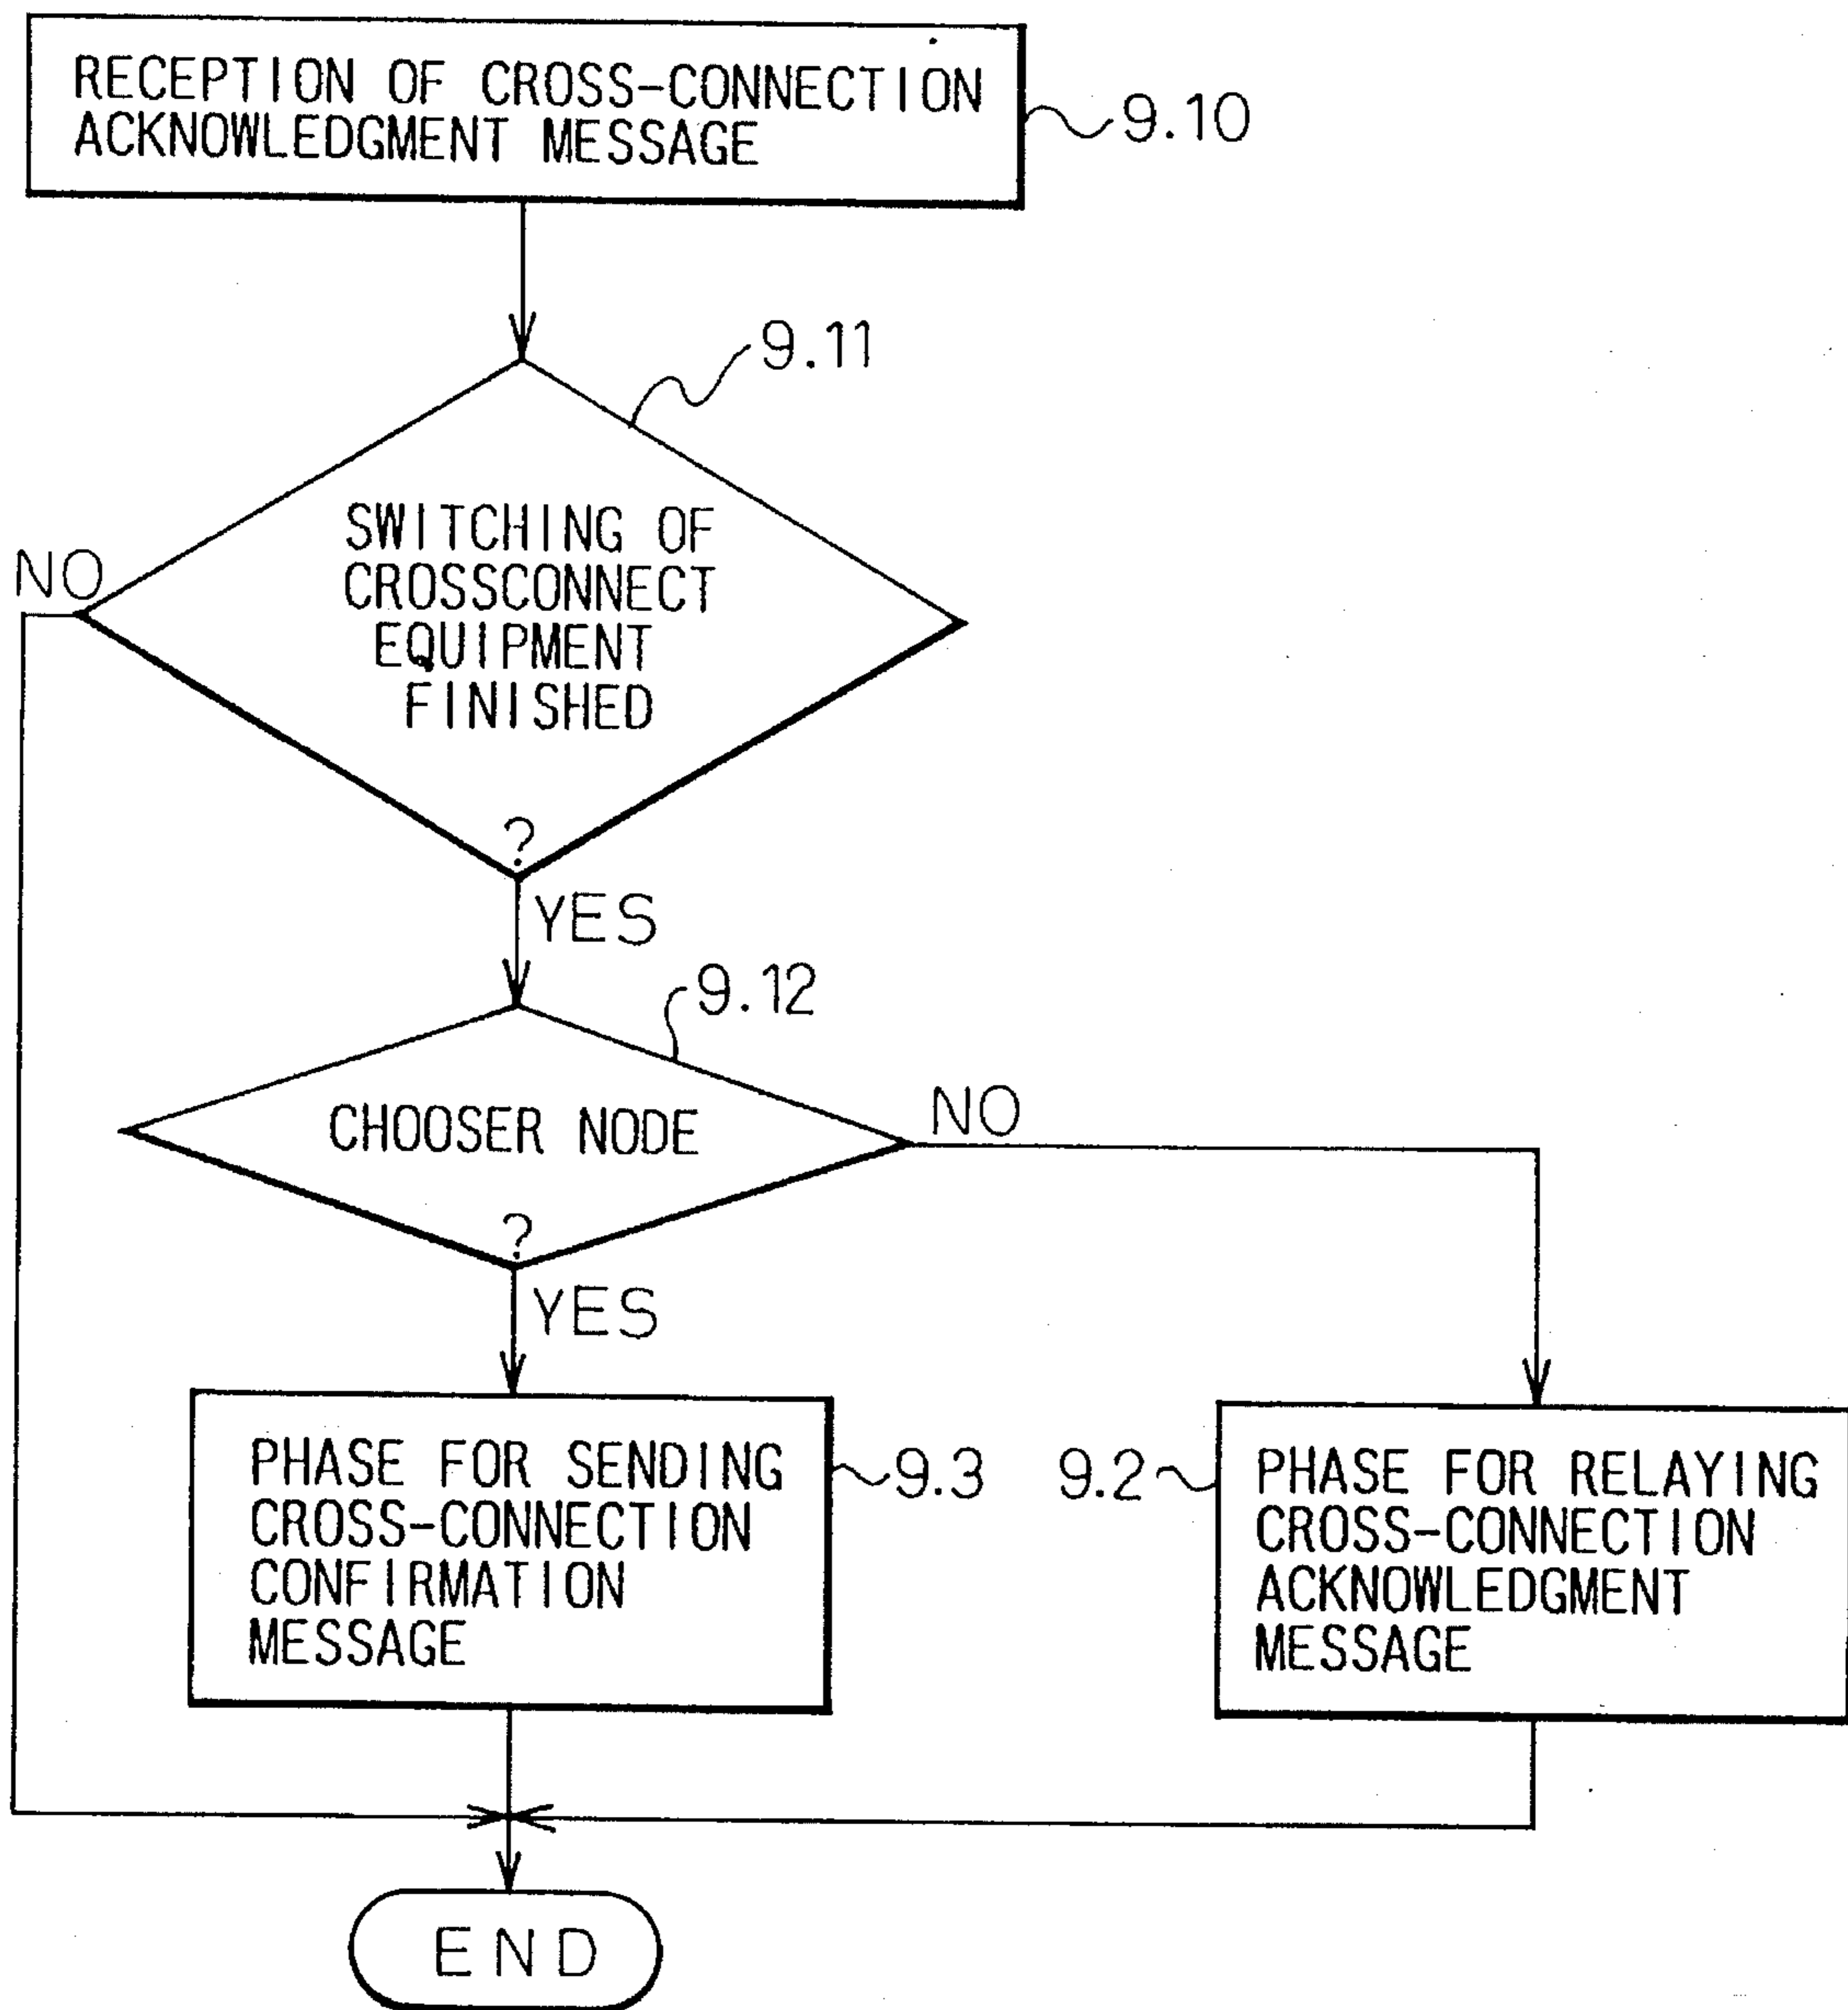 RECEPTION OF CROSS-CONNECTION
ACKNOWLEDGMENT MESSAGE
9.10
9.11
SWITCHING OF
CROSSCONNECT
EQUIPMENT
FINISHED
?
NO
YES
9.12
CHOOSER NODE
?
NO
YES
PHASE FOR SENDING
CROSS-CONNECTION
CONFIRMATION
MESSAGE
9.3
9.2
PHASE FOR RELAYING
CROSS-CONNECTION
ACKNOWLEDGMENT
MESSAGE
END